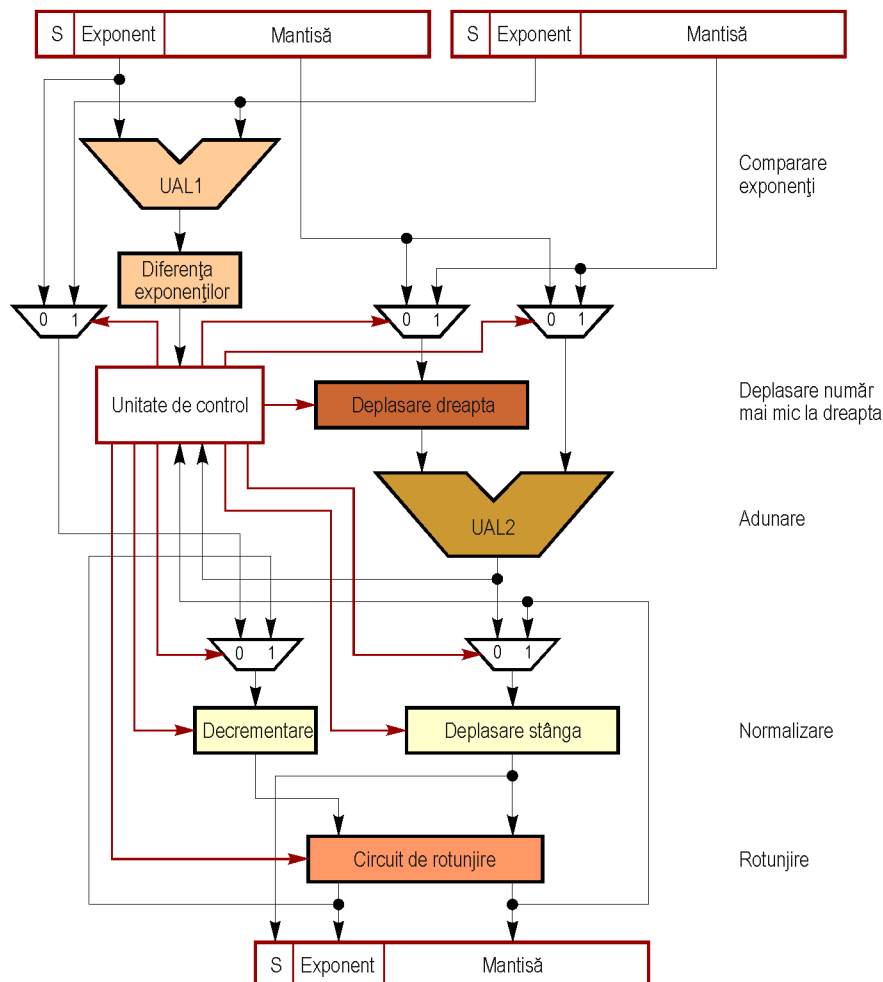 S Exponent Mantisă
S Exponent Mantisă
UAL1
Comparare
exponenţi
Diferenţa
exponenţilor
0 1
0 1
0 1
Unitate de control
Deplasare dreapta
Deplasare număr
mai mic la dreapta
UAL2
Adunare
0 1
0 1
Decrementare
Deplasare stânga
Normalizare
Circuit de rotunjire
Rotunjire
S Exponent Mantisă